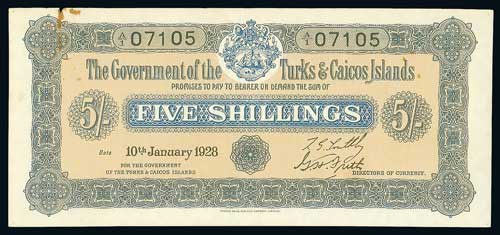 A/1 07105 A/1 07105
The Government of the Turks & Caicos Islands
PROMISES TO PAY TO BEARER ON DEMAND THE SUM OF
5/- FIVE SHILLINGS 5/-
Date 10th January 1928
FOR THE GOVERNMENT
OF THE TURKS & CAICOS ISLANDS
DIRECTORS OF CURRENCY.